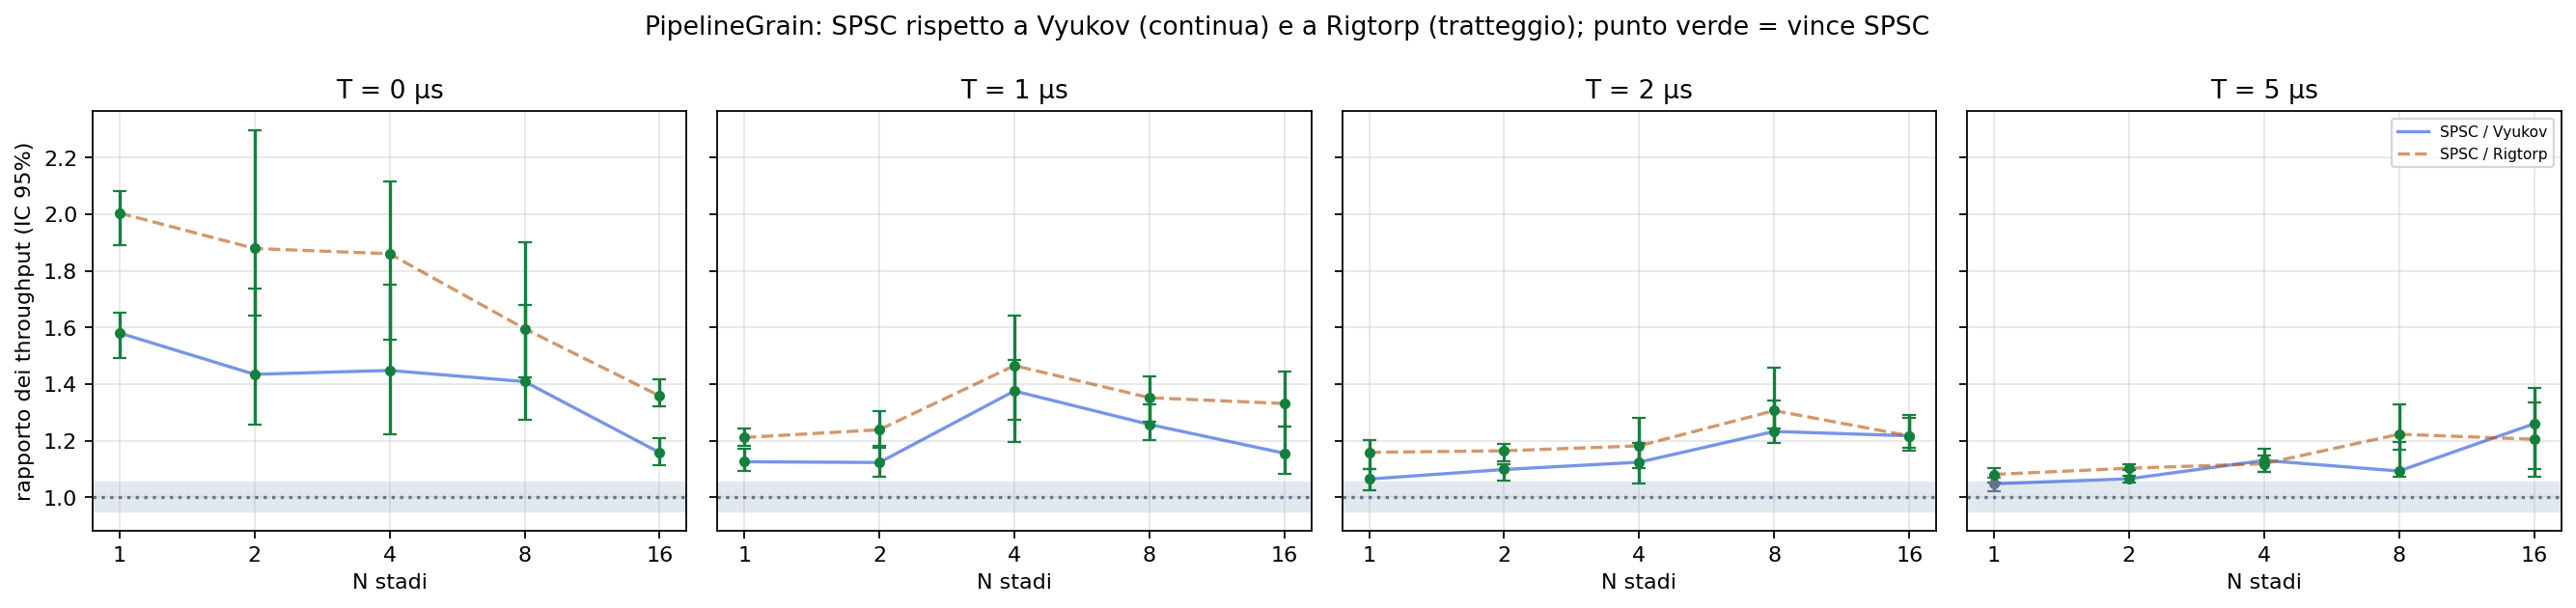 PipelineGrain: SPSC rispetto a Vyukov (continua) e a Rigtorp (tratteggio); punto verde = vince SPSC
T = 0 µs
T = 1 µs
T = 2 µs
T = 5 µs
rapporto dei throughput (IC 95%)
2.2
2.0
1.8
1.6
1.4
1.2
1.0
SPSC / Vyukov
SPSC / Rigtorp
1 2 4 8 16
1 2 4 8 16
1 2 4 8 16
1 2 4 8 16
N stadi
N stadi
N stadi
N stadi